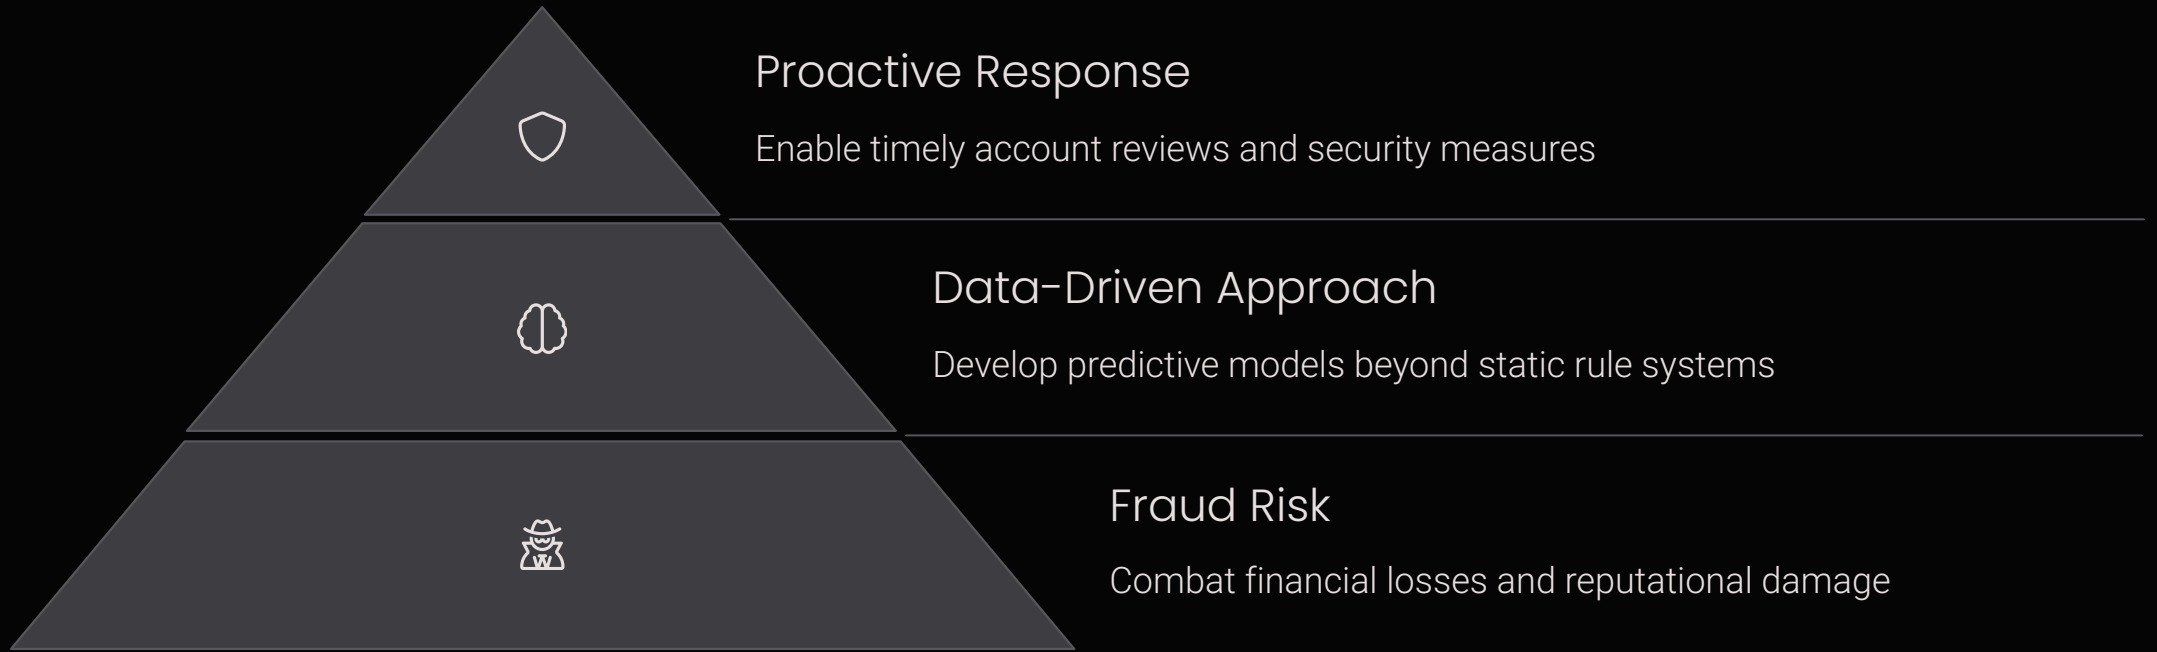 Proactive Response
Enable timely account reviews and security measures
Data-Driven Approach
Develop predictive models beyond static rule systems
Fraud Risk
Combat financial losses and reputational damage